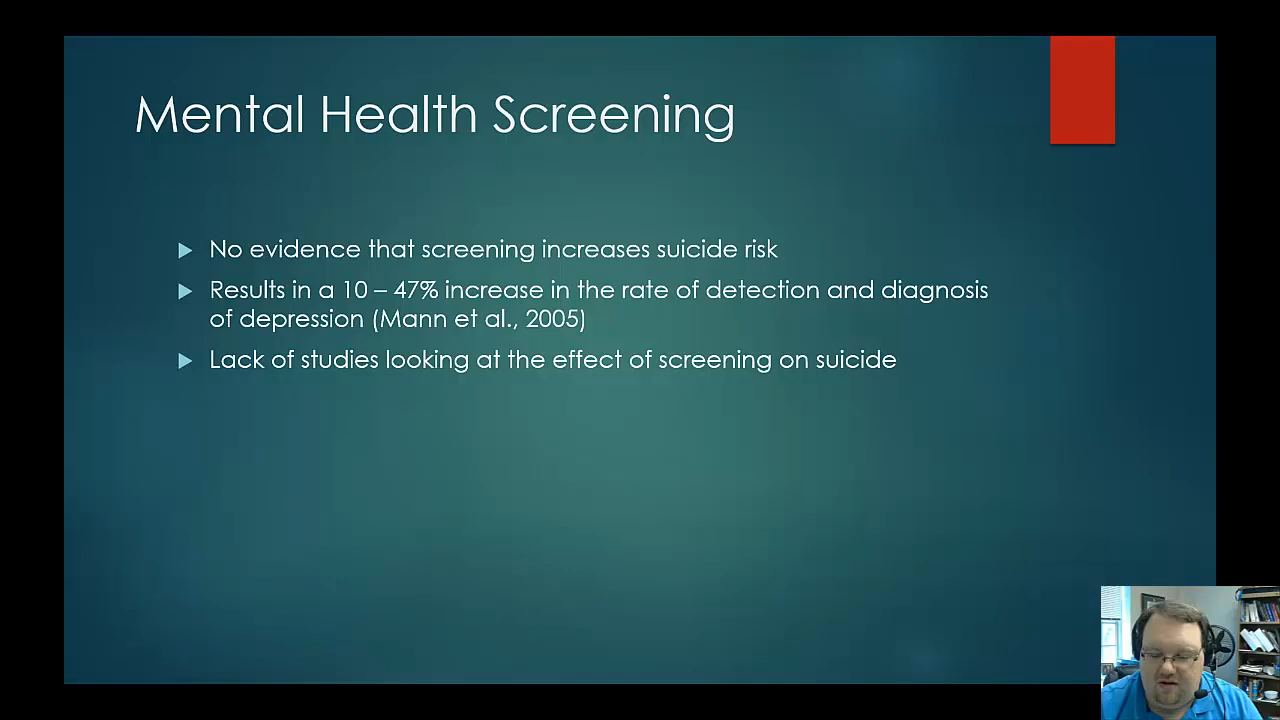 Mental Health Screening
No evidence that screening increases suicide risk
Results in a 10 – 47% increase in the rate of detection and diagnosis
of depression (Mann et al., 2005)
Lack of studies looking at the effect of screening on suicide